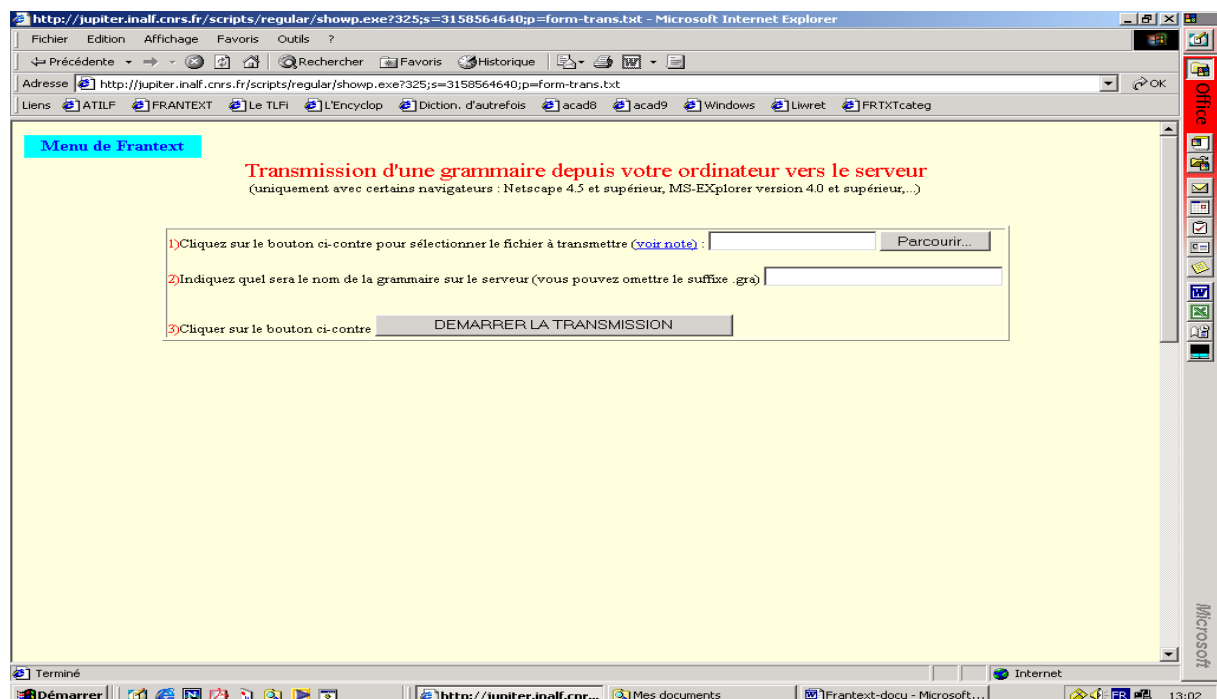 http://jupiter.inalf.cnrs.fr/scripts/regular/showp.exe?325;s=3158564640;p=form-trans.txt - Microsoft Internet Explorer
Fichier Edition Affichage Favoris Outils ?
Précédente Rechercher Favoris Historique
Adresse http://jupiter.inalf.cnrs.fr/scripts/regular/showp.exe?325;s=3158564640;p=form-trans.txt OK
Liens ATILF FRANTEXT Le TLFi L'Encyclop Diction. d'autrefois acad8 acad9 Windows Liwret FRTXTcateg
Office
Menu de Frantext
Transmission d'une grammaire depuis votre ordinateur vers le serveur
(uniquement avec certains navigateurs : Netscape 4.5 et supérieur, MS-EXplorer version 4.0 et supérieur,...)
1)Cliquez sur le bouton ci-contre pour sélectionner le fichier à transmettre (voir note) : Parcourir...
2)Indiquez quel sera le nom de la grammaire sur le serveur (vous pouvez omettre le suffixe .gra)
3)Cliquer sur le bouton ci-contre DEMARRER LA TRANSMISSION
Microsoft
Terminé Internet
Démarrer http://jupiter.inalf.cnr... Mes documents Frantext-docu - Microsoft... FR 13:02